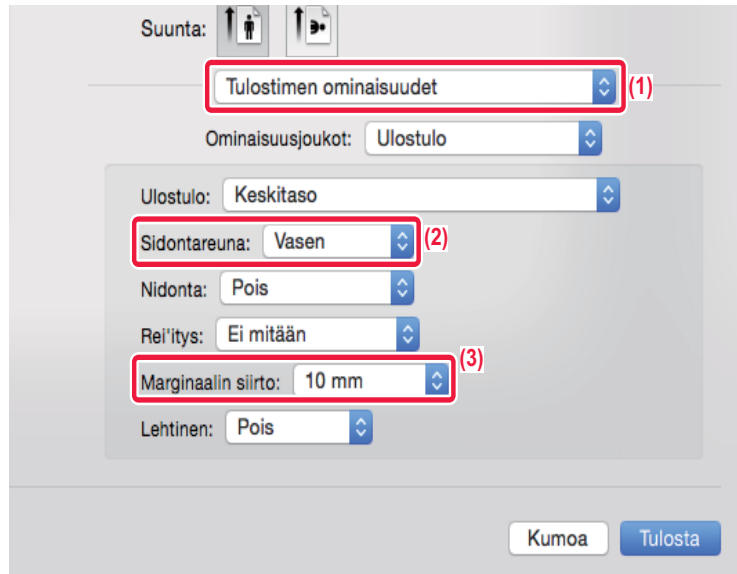 Suunta:
Tulostimen ominaisuudet (1)
Ominaisuusjoukot: Ulostulo
Ulostulo: Keskitaso
Sidontareuna: Vasen (2)
Nidonta: Pois
Rei'itys: Ei mitään
(3)
Marginaalin siirto: 10 mm
Lehtinen: Pois
Kumoa Tulosta